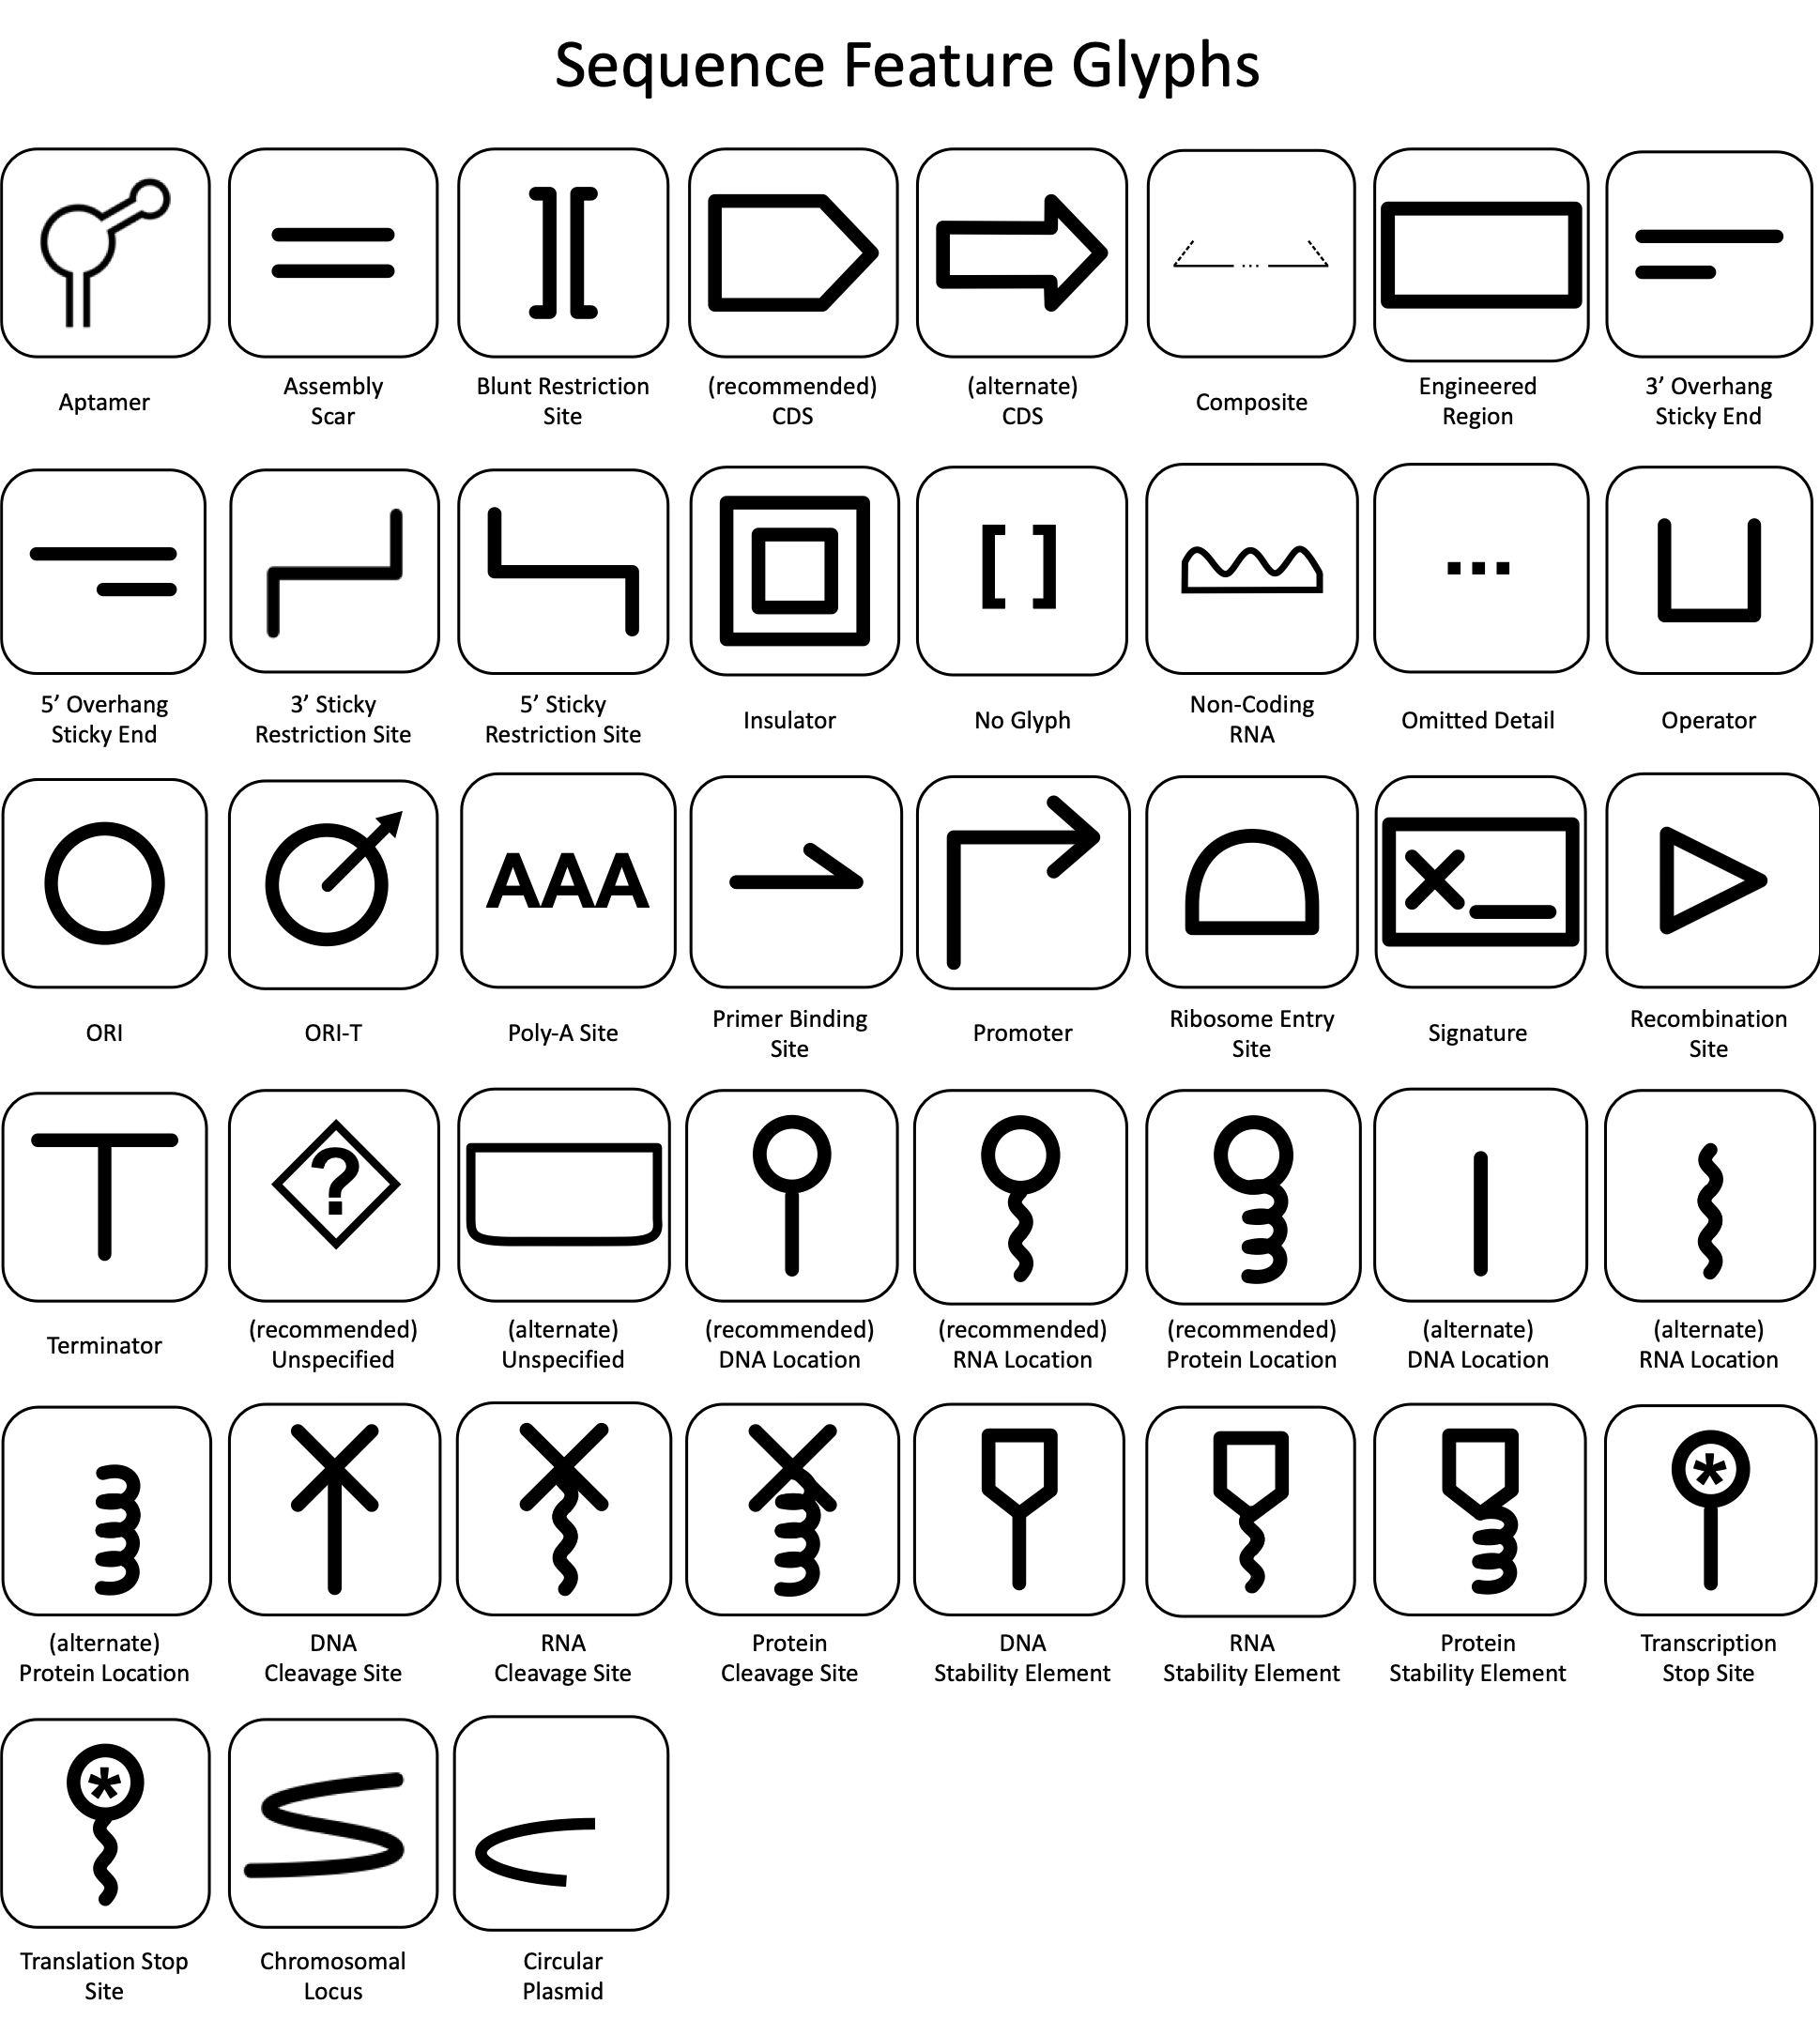 Sequence Feature Glyphs
Aptamer
Assembly
Scar
Blunt Restriction
Site
(recommended)
CDS
(alternate)
CDS
Composite
Engineered
Region
3’ Overhang
Sticky End
5’ Overhang
Sticky End
3’ Sticky
Restriction Site
5’ Sticky
Restriction Site
Insulator
[ ]
No Glyph
Non-Coding
RNA
...
Omitted Detail
Operator
ORI
ORI-T
AAA
Poly-A Site
Primer Binding
Site
Promoter
Ribosome Entry
Site
Signature
Recombination
Site
Terminator
?
(recommended)
Unspecified
(alternate)
Unspecified
(recommended)
DNA Location
(recommended)
RNA Location
(recommended)
Protein Location
(alternate)
DNA Location
(alternate)
RNA Location
(alternate)
Protein Location
DNA
Cleavage Site
RNA
Cleavage Site
Protein
Cleavage Site
DNA
Stability Element
RNA
Stability Element
Protein
Stability Element
*
Transcription
Stop Site
*
Translation Stop
Site
Chromosomal
Locus
Circular
Plasmid